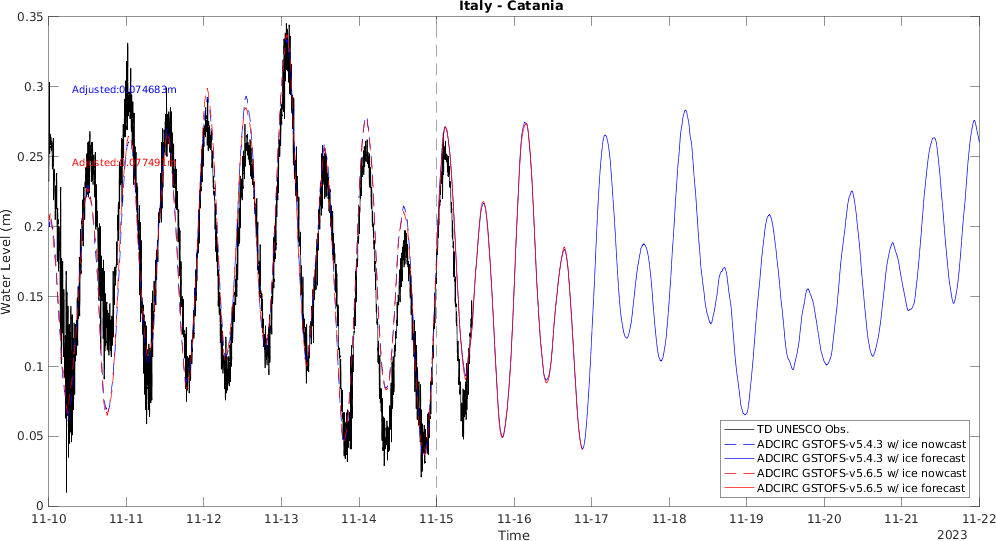 Italy - Catania
0.35
0.3
0.25
0.2
0.15
0.1
0.05
0
Water Level (m)
Adjusted:0.074683m
Adjusted:0.077491m
TD UNESCO Obs.
ADCIRC GSTOFS-v5.4.3 w/ ice nowcast
ADCIRC GSTOFS-v5.4.3 w/ ice forecast
ADCIRC GSTOFS-v5.6.5 w/ ice nowcast
ADCIRC GSTOFS-v5.6.5 w/ ice forecast
11-10 11-11 11-12 11-13 11-14 11-15 11-16 11-17 11-18 11-19 11-20 11-21 11-22
Time
2023